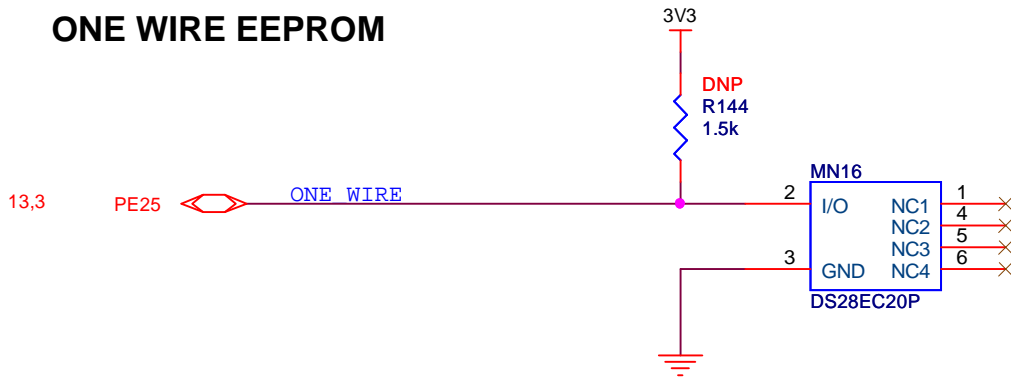 ONE WIRE EEPROM
3V3
DNP
R144
1.5k
13,3
PE25
ONE_WIRE
MN16
2
I/O
NC1
1
NC2
4
NC3
5
3
GND
NC4
6
DS28EC20P